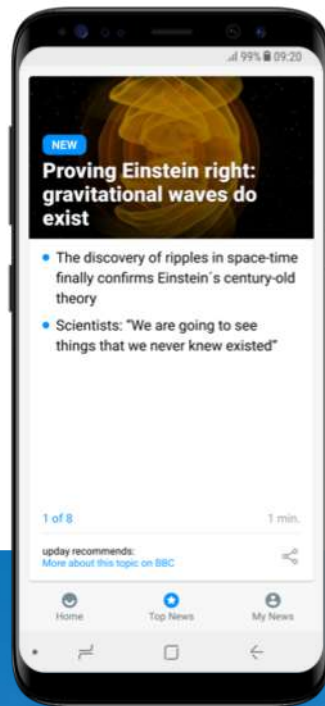 99% 09:20
NEW
Proving Einstein right:
gravitational waves do
exist
The discovery of ripples in space-time
finally confirms Einstein´s century-old
theory
Scientists: “We are going to see
things that we never knew existed”
1 of 8 1 min.
upday recommends:
More about this topic on BBC
Home Top News My News